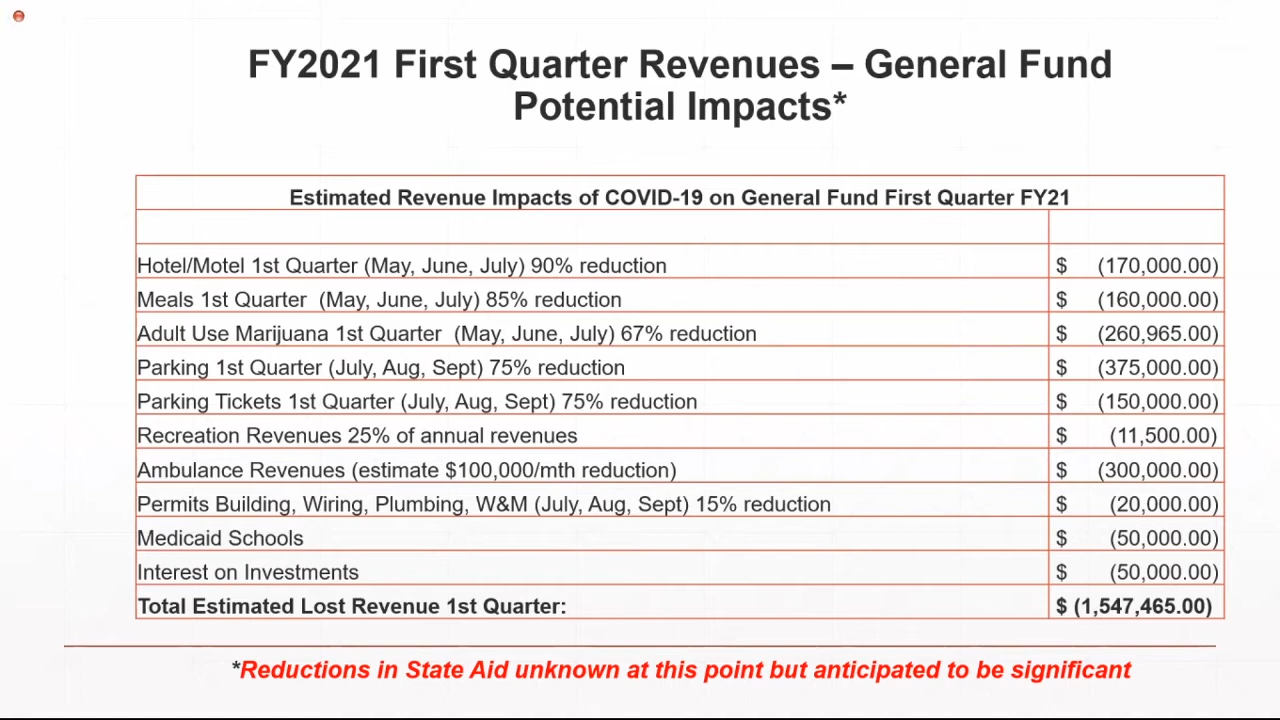 FY2021 First Quarter Revenues – General Fund
Potential Impacts*
Estimated Revenue Impacts of COVID-19 on General Fund First Quarter FY21
Hotel/Motel 1st Quarter (May, June, July) 90% reduction $ (170,000.00)
Meals 1st Quarter (May, June, July) 85% reduction $ (160,000.00)
Adult Use Marijuana 1st Quarter (May, June, July) 67% reduction $ (260,965.00)
Parking 1st Quarter (July, Aug, Sept) 75% reduction $ (375,000.00)
Parking Tickets 1st Quarter (July, Aug, Sept) 75% reduction $ (150,000.00)
Recreation Revenues 25% of annual revenues $ (11,500.00)
Ambulance Revenues (estimate $100,000/mth reduction) $ (300,000.00)
Permits Building, Wiring, Plumbing, W&M (July, Aug, Sept) 15% reduction $ (20,000.00)
Medicaid Schools $ (50,000.00)
Interest on Investments $ (50,000.00)
Total Estimated Lost Revenue 1st Quarter: $ (1,547,465.00)
*Reductions in State Aid unknown at this point but anticipated to be significant